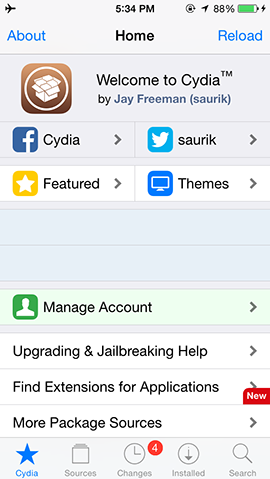 5:34 PM 88%
About Home Reload
Welcome to Cydia™
by Jay Freeman (saurik)
Cydia saurik
Featured Themes
Manage Account
Upgrading & Jailbreaking Help
Find Extensions for Applications
New
More Package Sources
4
Cydia Sources Changes Installed Search